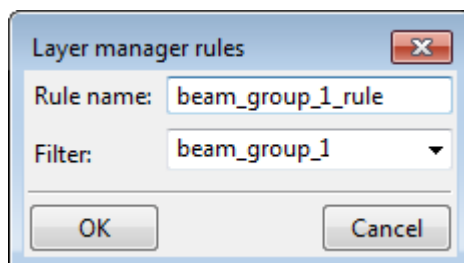 Layer manager rules
Rule name: beam_group_1_rule
Filter: beam_group_1
OK Cancel